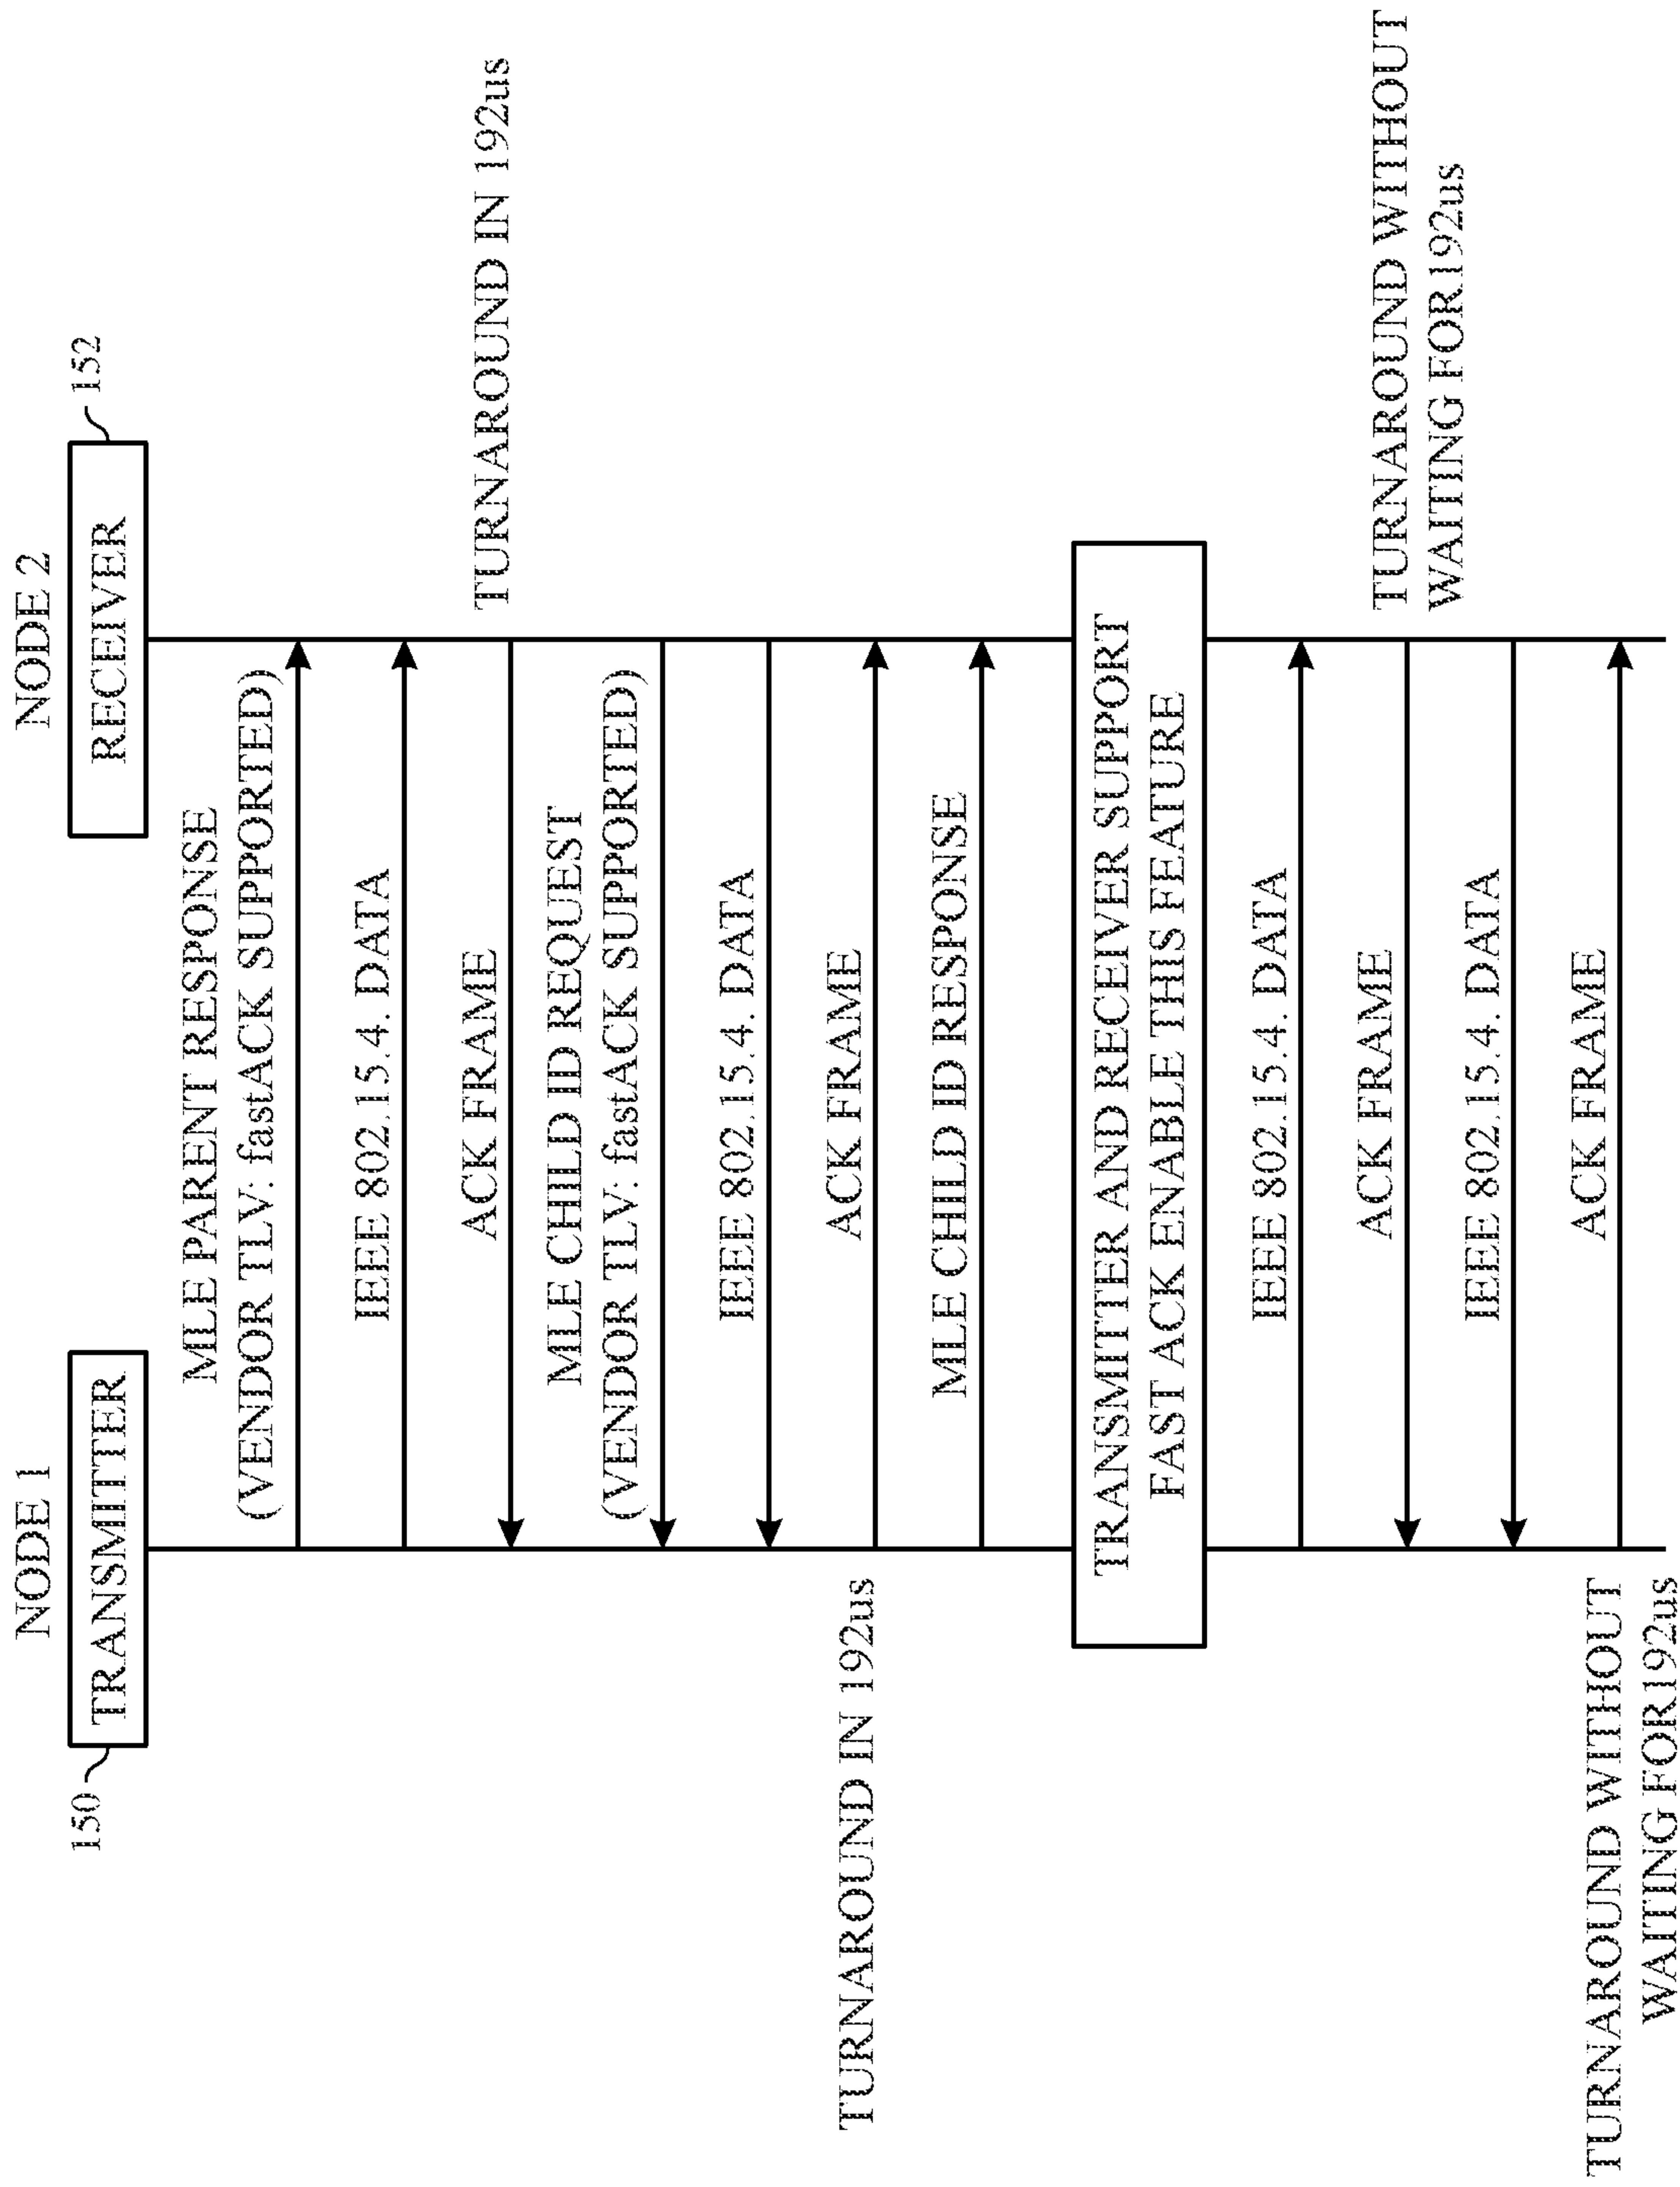 NODE 1
NODE 2
150
TRANSMITTER
RECEIVER
152
MLE PARENT RESPONSE
(VENDOR TLV: fastACK SUPPORTED)
IEEE 802.15.4. DATA
ACK FRAME
TURNAROUND IN 192us
MLE CHILD ID REQUEST
(VENDOR TLV: fastACK SUPPORTED)
IEEE 802.15.4. DATA
TURNAROUND IN 192us
ACK FRAME
MLE CHILD ID RESPONSE
TRANSMITTER AND RECEIVER SUPPORT
FAST ACK ENABLE THIS FEATURE
IEEE 802.15.4. DATA
ACK FRAME
TURNAROUND WITHOUT
WAITING FOR192us
IEEE 802.15.4. DATA
ACK FRAME
TURNAROUND WITHOUT
WAITING FOR192us